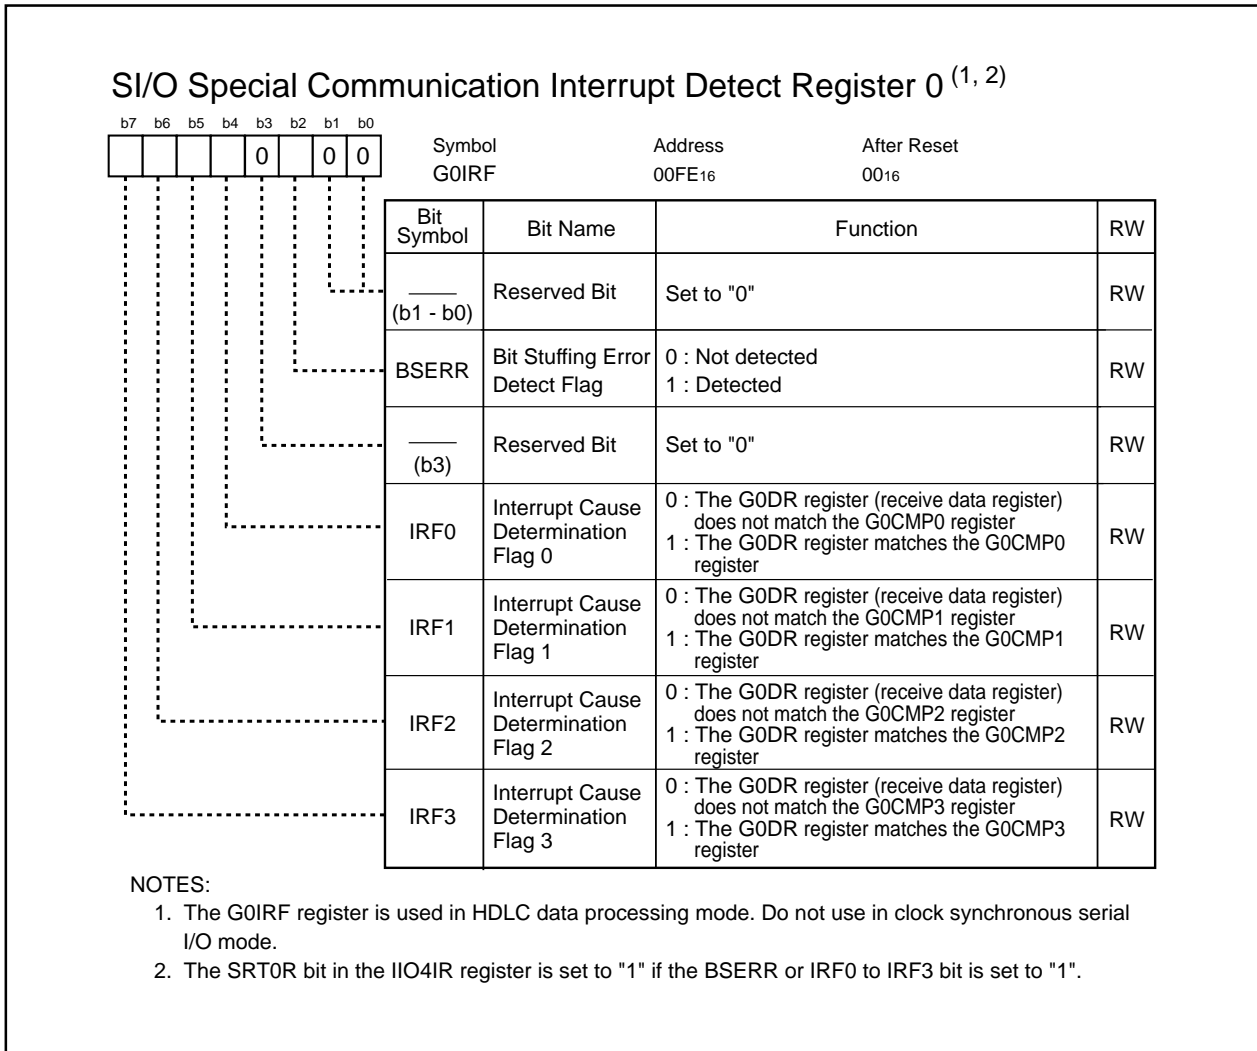 SI/O Special Communication Interrupt Detect Register 0 (1, 2)
b7 b6 b5 b4 b3 b2 b1 b0
0 0 0
Symbol Address After Reset
G0IRF 00FE16 0016
Bit Symbol Bit Name Function RW
(b1 - b0) Reserved Bit Set to "0" RW
BSERR Bit Stuffing Error 0 : Not detected RW
Detect Flag 1 : Detected
(b3) Reserved Bit Set to "0" RW
IRF0 Interrupt Cause Determination Flag 0 RW
0 : The G0DR register (receive data register)
does not match the G0CMP0 register
1 : The G0DR register matches the G0CMP0
register
IRF1 Interrupt Cause Determination Flag 1 RW
0 : The G0DR register (receive data register)
does not match the G0CMP1 register
1 : The G0DR register matches the G0CMP1
register
IRF2 Interrupt Cause Determination Flag 2 RW
0 : The G0DR register (receive data register)
does not match the G0CMP2 register
1 : The G0DR register matches the G0CMP2
register
IRF3 Interrupt Cause Determination Flag 3 RW
0 : The G0DR register (receive data register)
does not match the G0CMP3 register
1 : The G0DR register matches the G0CMP3
register
NOTES:
1. The G0IRF register is used in HDLC data processing mode. Do not use in clock synchronous serial
I/O mode.
2. The SRT0R bit in the IIO4IR register is set to "1" if the BSERR or IRF0 to IRF3 bit is set to "1".